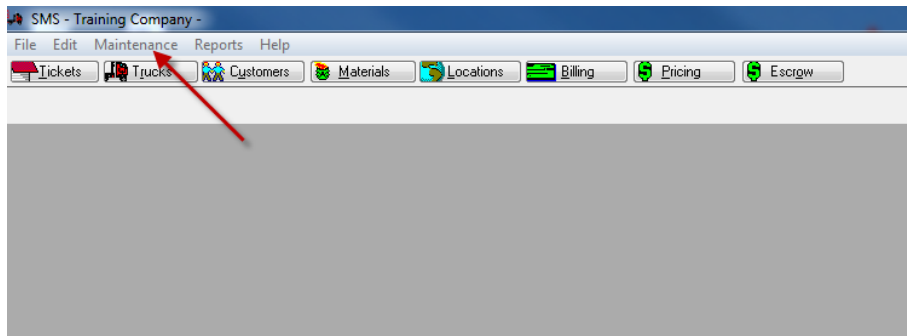 SMS - Training Company -
File Edit Maintenance Reports Help
Tickets Trucks Customers Materials Locations Billing Pricing Escrow